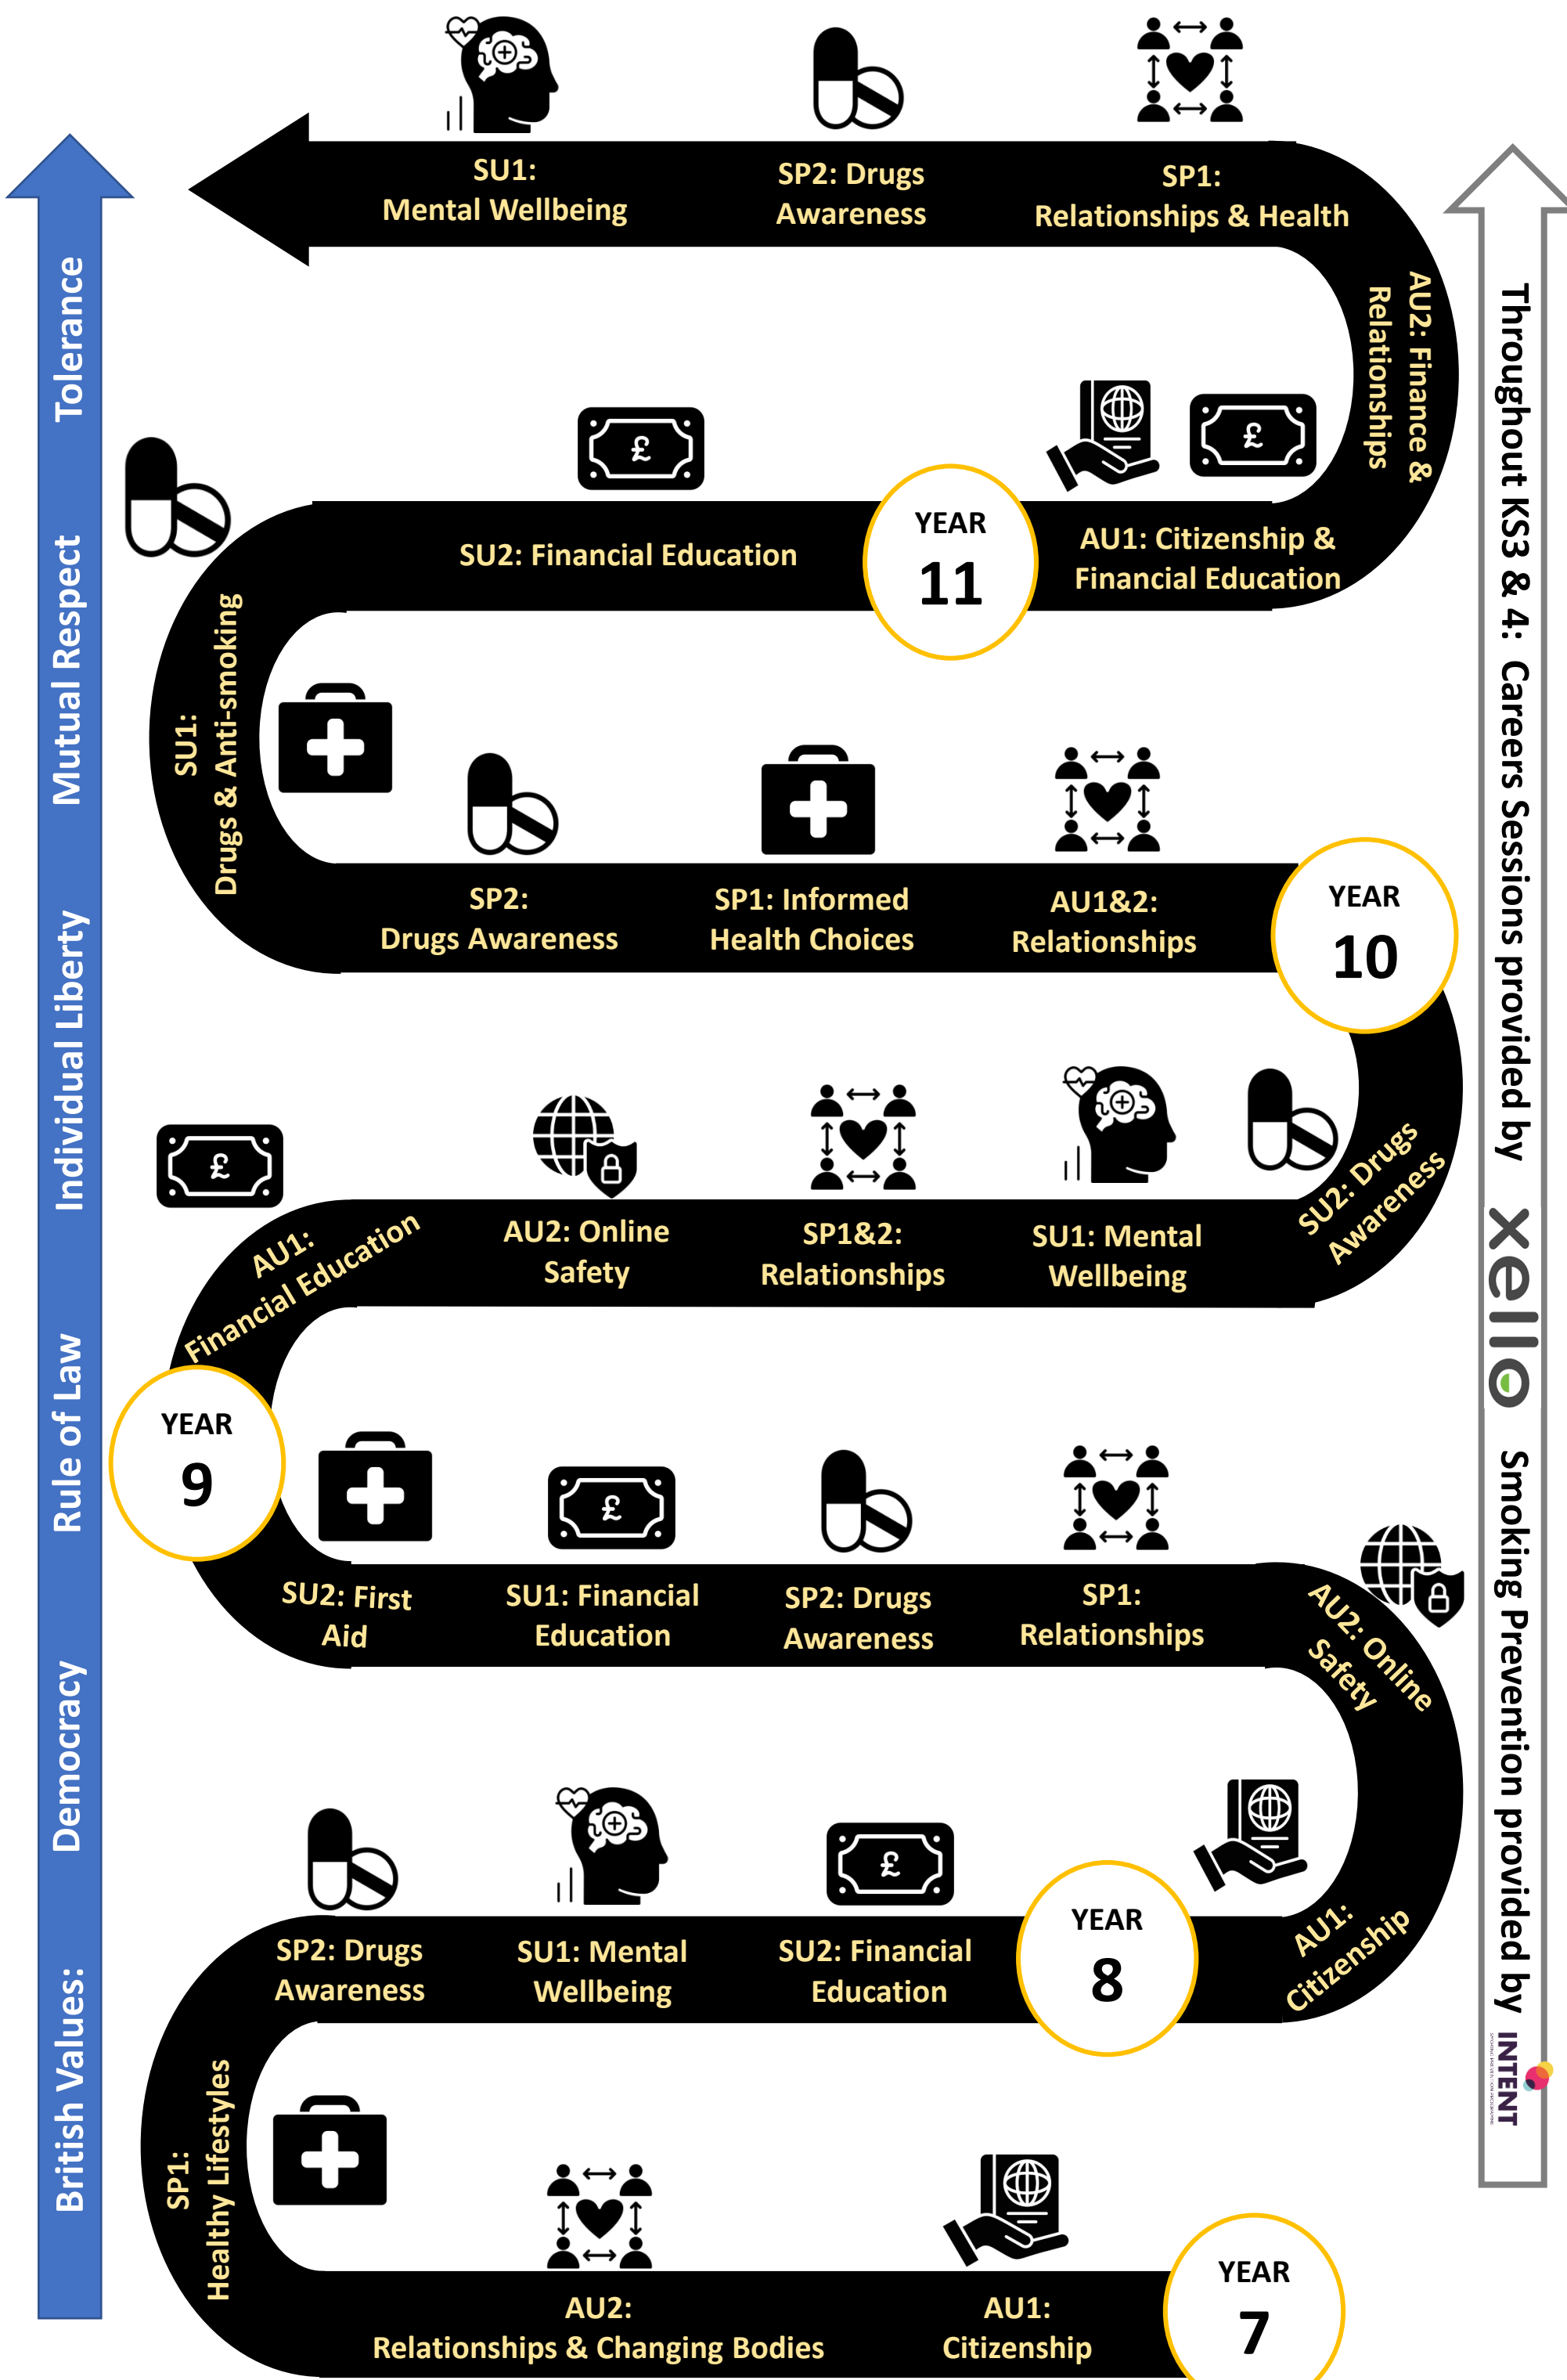 SU1:
Mental Wellbeing
SP2: Drugs
Awareness
SP1:
Relationships & Health
AU2: Finance &
Relationships
SU2: Financial Education
YEAR
11
AU1: Citizenship &
Financial Education
SU1:
Drugs & Anti-smoking
SP2:
Drugs Awareness
SP1: Informed
Health Choices
AU1&2:
Relationships
YEAR
10
AU1:
Financial Education
AU2: Online
Safety
SP1&2:
Relationships
SU1: Mental
Wellbeing
SU2: Drugs
Awareness
YEAR
9
SU2: First
Aid
SU1: Financial
Education
SP2: Drugs
Awareness
SP1:
Relationships
AU2: Online
Safety
SP2: Drugs
Awareness
SU1: Mental
Wellbeing
SU2: Financial
Education
YEAR
8
AU1:
Citizenship
SP1:
Healthy Lifestyles
AU2:
Relationships & Changing Bodies
AU1:
Citizenship
YEAR
7
British Values: Democracy Rule of Law Individual Liberty Mutual Respect Tolerance
Throughout KS3 & 4: Careers Sessions provided by xello Smoking Prevention provided by INTENT
SMOKING PREVENTION PROGRAMME
£
£
£
£
£
£